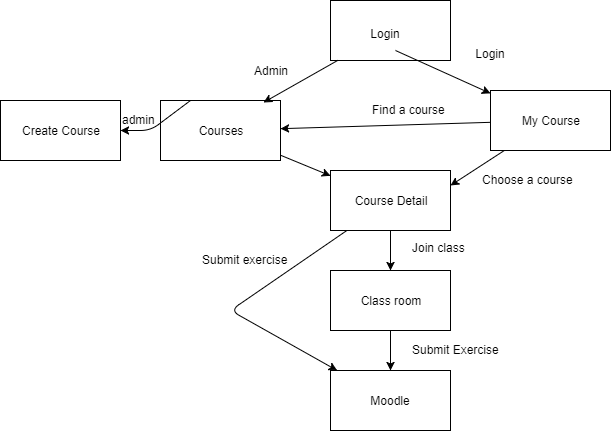 Login
Login
Admin
Find a course
admin
Create Course
Courses
My Course
Choose a course
Course Detail
Join class
Submit exercise
Class room
Submit Exercise
Moodle